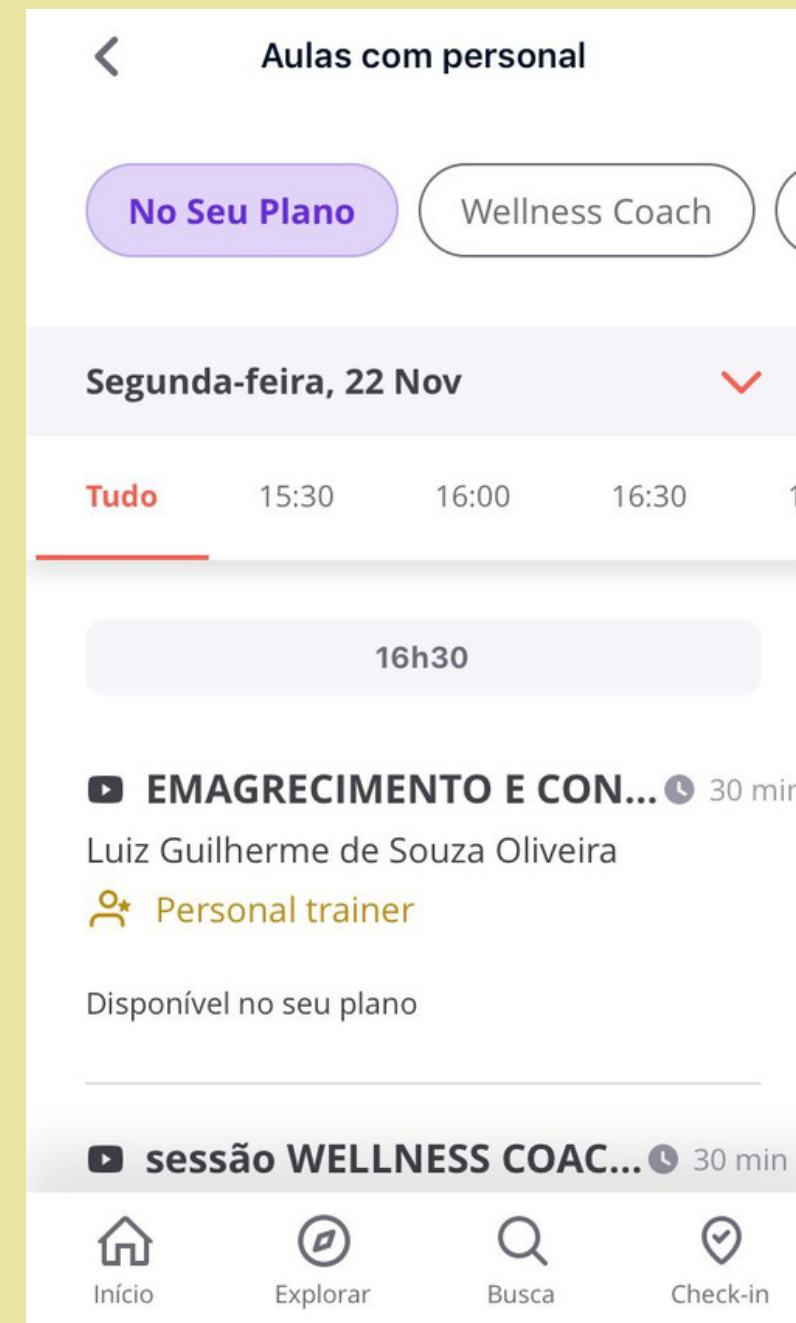 Aulas com personal
No Seu Plano Wellness Coach
Segunda-feira, 22 Nov
Tudo 15:30 16:00 16:30
16h30
EMAGRECIMENTO E CON... 30 min
Luiz Guilherme de Souza Oliveira
Personal trainer
Disponível no seu plano
sessão WELLNESS COAC... 30 min
Início Explorar Busca Check-in